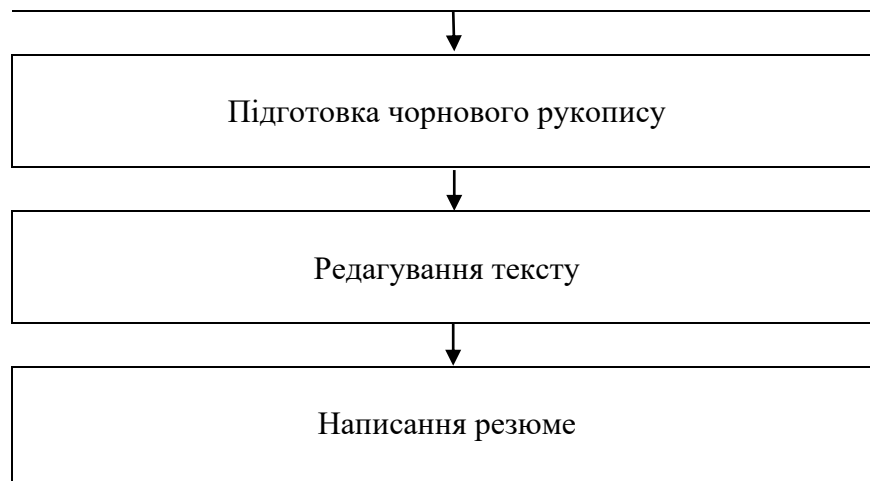 Підготовка чорнового рукопису
Редагування тексту
Написання резюме